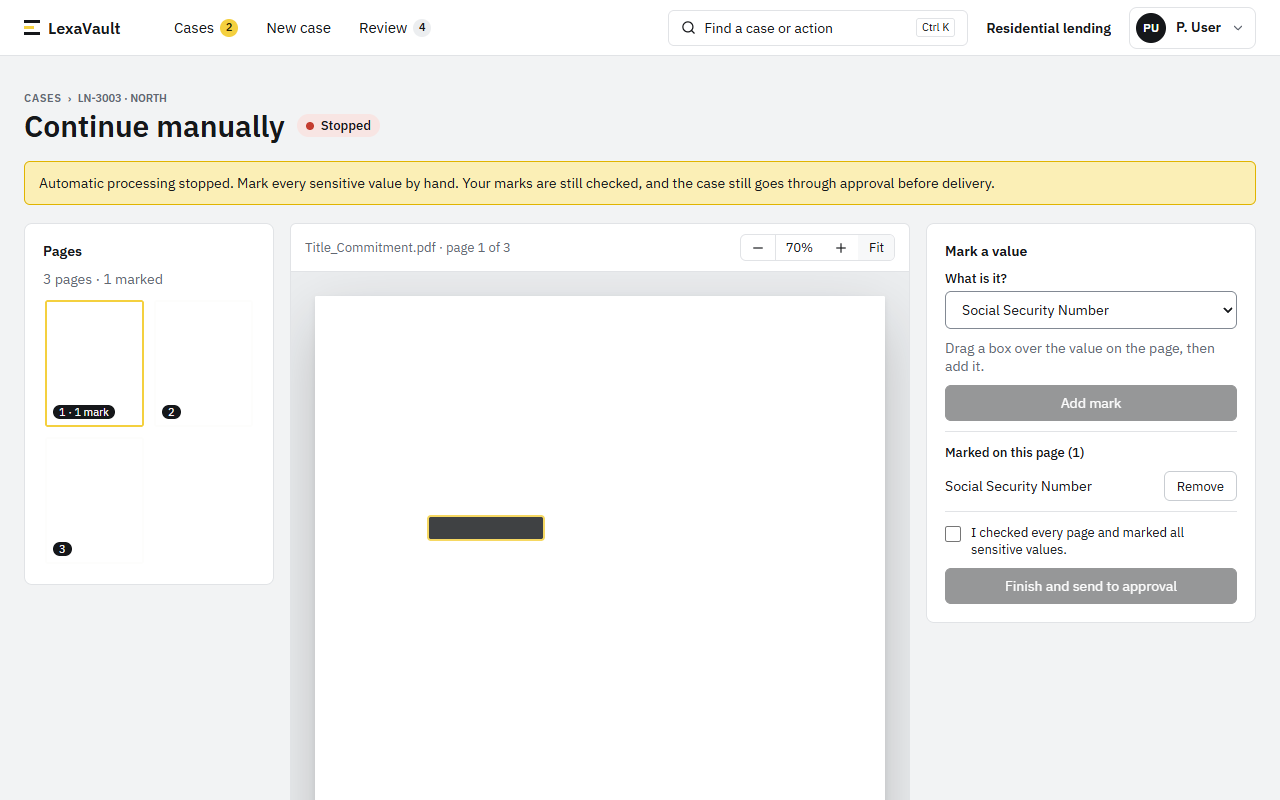 LexaVault
Cases 2
New case
Review 4
Find a case or action
Ctrl K
Residential lending
PU
P. User
CASES › LN-3003 · NORTH
Continue manually
Stopped
Automatic processing stopped. Mark every sensitive value by hand. Your marks are still checked, and the case still goes through approval before delivery.
Pages
3 pages · 1 marked
1 · 1 mark
2
3
Title_Commitment.pdf · page 1 of 3
70%
Fit
Mark a value
What is it?
Social Security Number
Drag a box over the value on the page, then
add it.
Add mark
Marked on this page (1)
Social Security Number
Remove
I checked every page and marked all
sensitive values.
Finish and send to approval